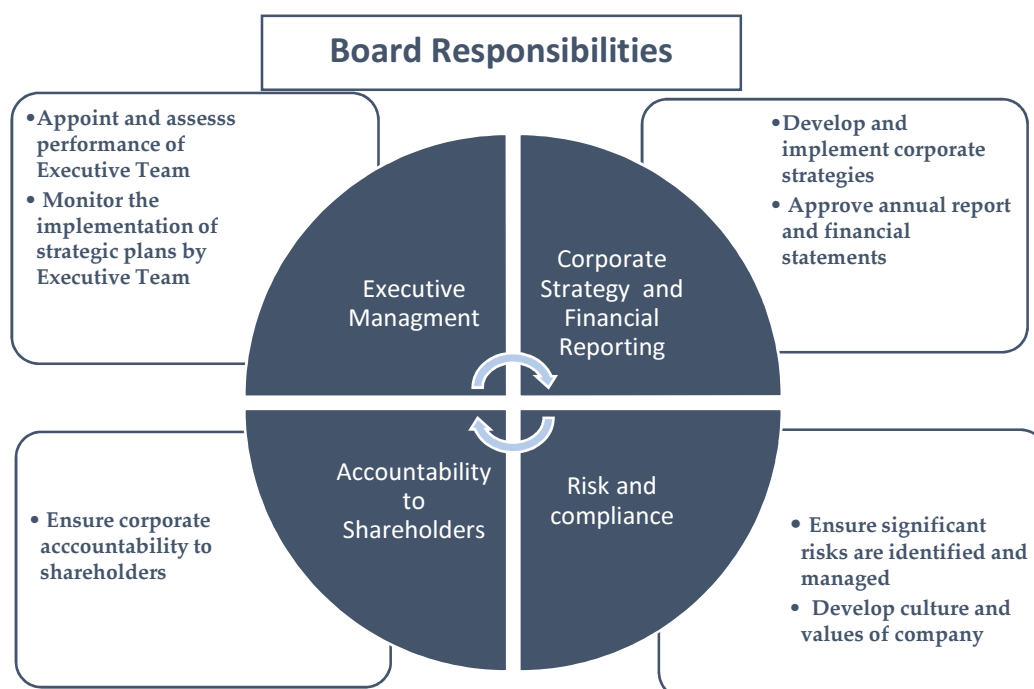 Board Responsibilities
•Appoint and assesss
performance of
Executive Team
• Monitor the
implementation of
strategic plans by
Executive Team
•Develop and
implement corporate
strategies
• Approve annual report
and financial
statements
Executive
Managment
Corporate
Strategy and
Financial
Reporting
Accountability
to
Shareholders
Risk and
compliance
• Ensure corporate
acccountability to
shareholders
• Ensure significant
risks are identified and
managed
• Develop culture and
values of company